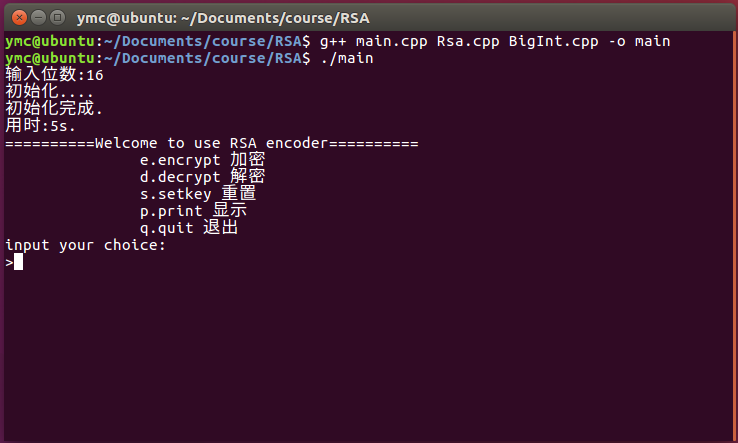 ymc@ubuntu: ~/Documents/course/RSA
ymc@ubuntu:~/Documents/course/RSA$ g++ main.cpp Rsa.cpp BigInt.cpp -o main
ymc@ubuntu:~/Documents/course/RSA$ ./main
输入位数:16
初始化....
初始化完成.
用时:5s.
==========Welcome to use RSA encoder==========
e.encrypt 加密
d.decrypt 解密
s.setkey 重置
p.print 显示
q.quit 退出
input your choice:
>